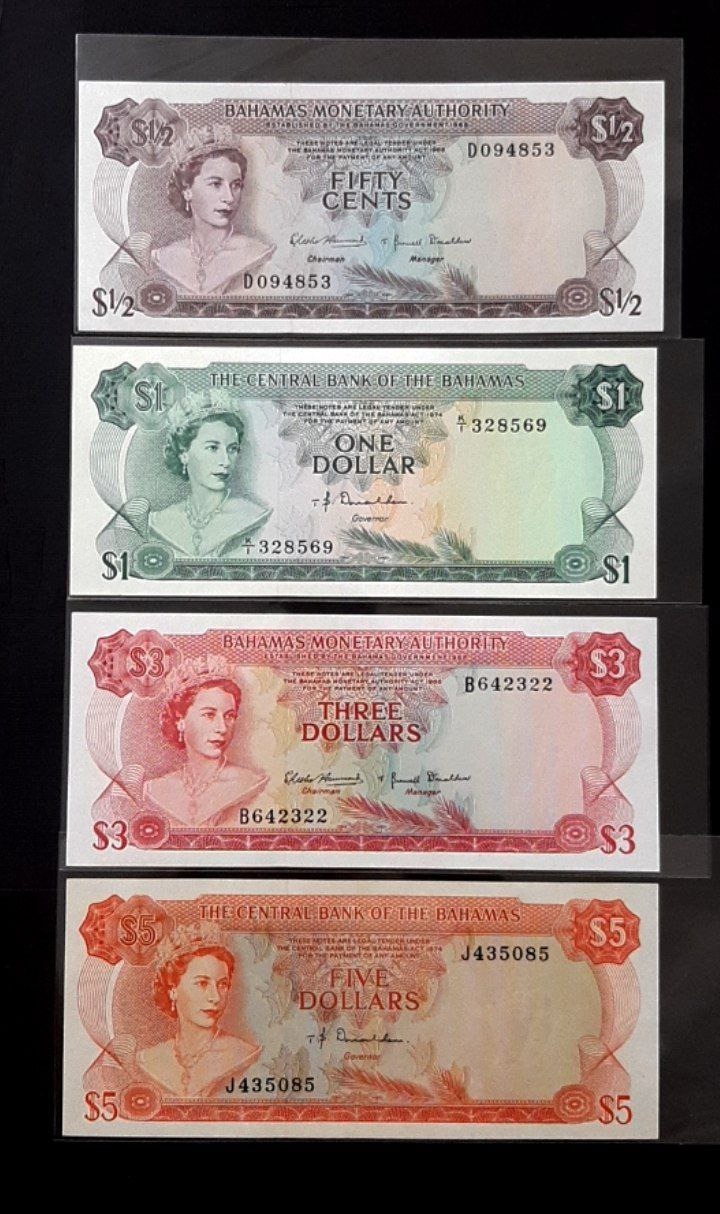 $1/2 BAHAMAS MONETARY AUTHORITY $1/2
ESTABLISHED BY THE BAHAMAS GOVERNMENT 1968
THESE NOTES ARE LEGAL TENDER UNDER
THE BAHAMAS MONETARY AUTHORITY ACT 1968
FOR THE PAYMENT OF ANY AMOUNT
D094853
FIFTY
CENTS
Chairman Manager
D094853
$1/2 $1/2
$1 THE CENTRAL BANK OF THE BAHAMAS $1
THESE NOTES ARE LEGAL TENDER UNDER
THE CENTRAL BANK OF THE BAHAMAS ACT 1974
FOR THE PAYMENT OF ANY AMOUNT
K/1 328569
ONE
DOLLAR
T B Donaldson
Governor
K/1 328569
$1 $1
$3 BAHAMAS MONETARY AUTHORITY $3
ESTABLISHED BY THE BAHAMAS GOVERNMENT 1968
THESE NOTES ARE LEGAL TENDER UNDER
THE BAHAMAS MONETARY AUTHORITY ACT 1968
FOR THE PAYMENT OF ANY AMOUNT
B642322
THREE
DOLLARS
Chairman Manager
B642322
$3 $3
$5 THE CENTRAL BANK OF THE BAHAMAS $5
THESE NOTES ARE LEGAL TENDER UNDER
THE CENTRAL BANK OF THE BAHAMAS ACT 1974
FOR THE PAYMENT OF ANY AMOUNT
J435085
FIVE
DOLLARS
T B Donaldson
Governor
J435085
$5 $5